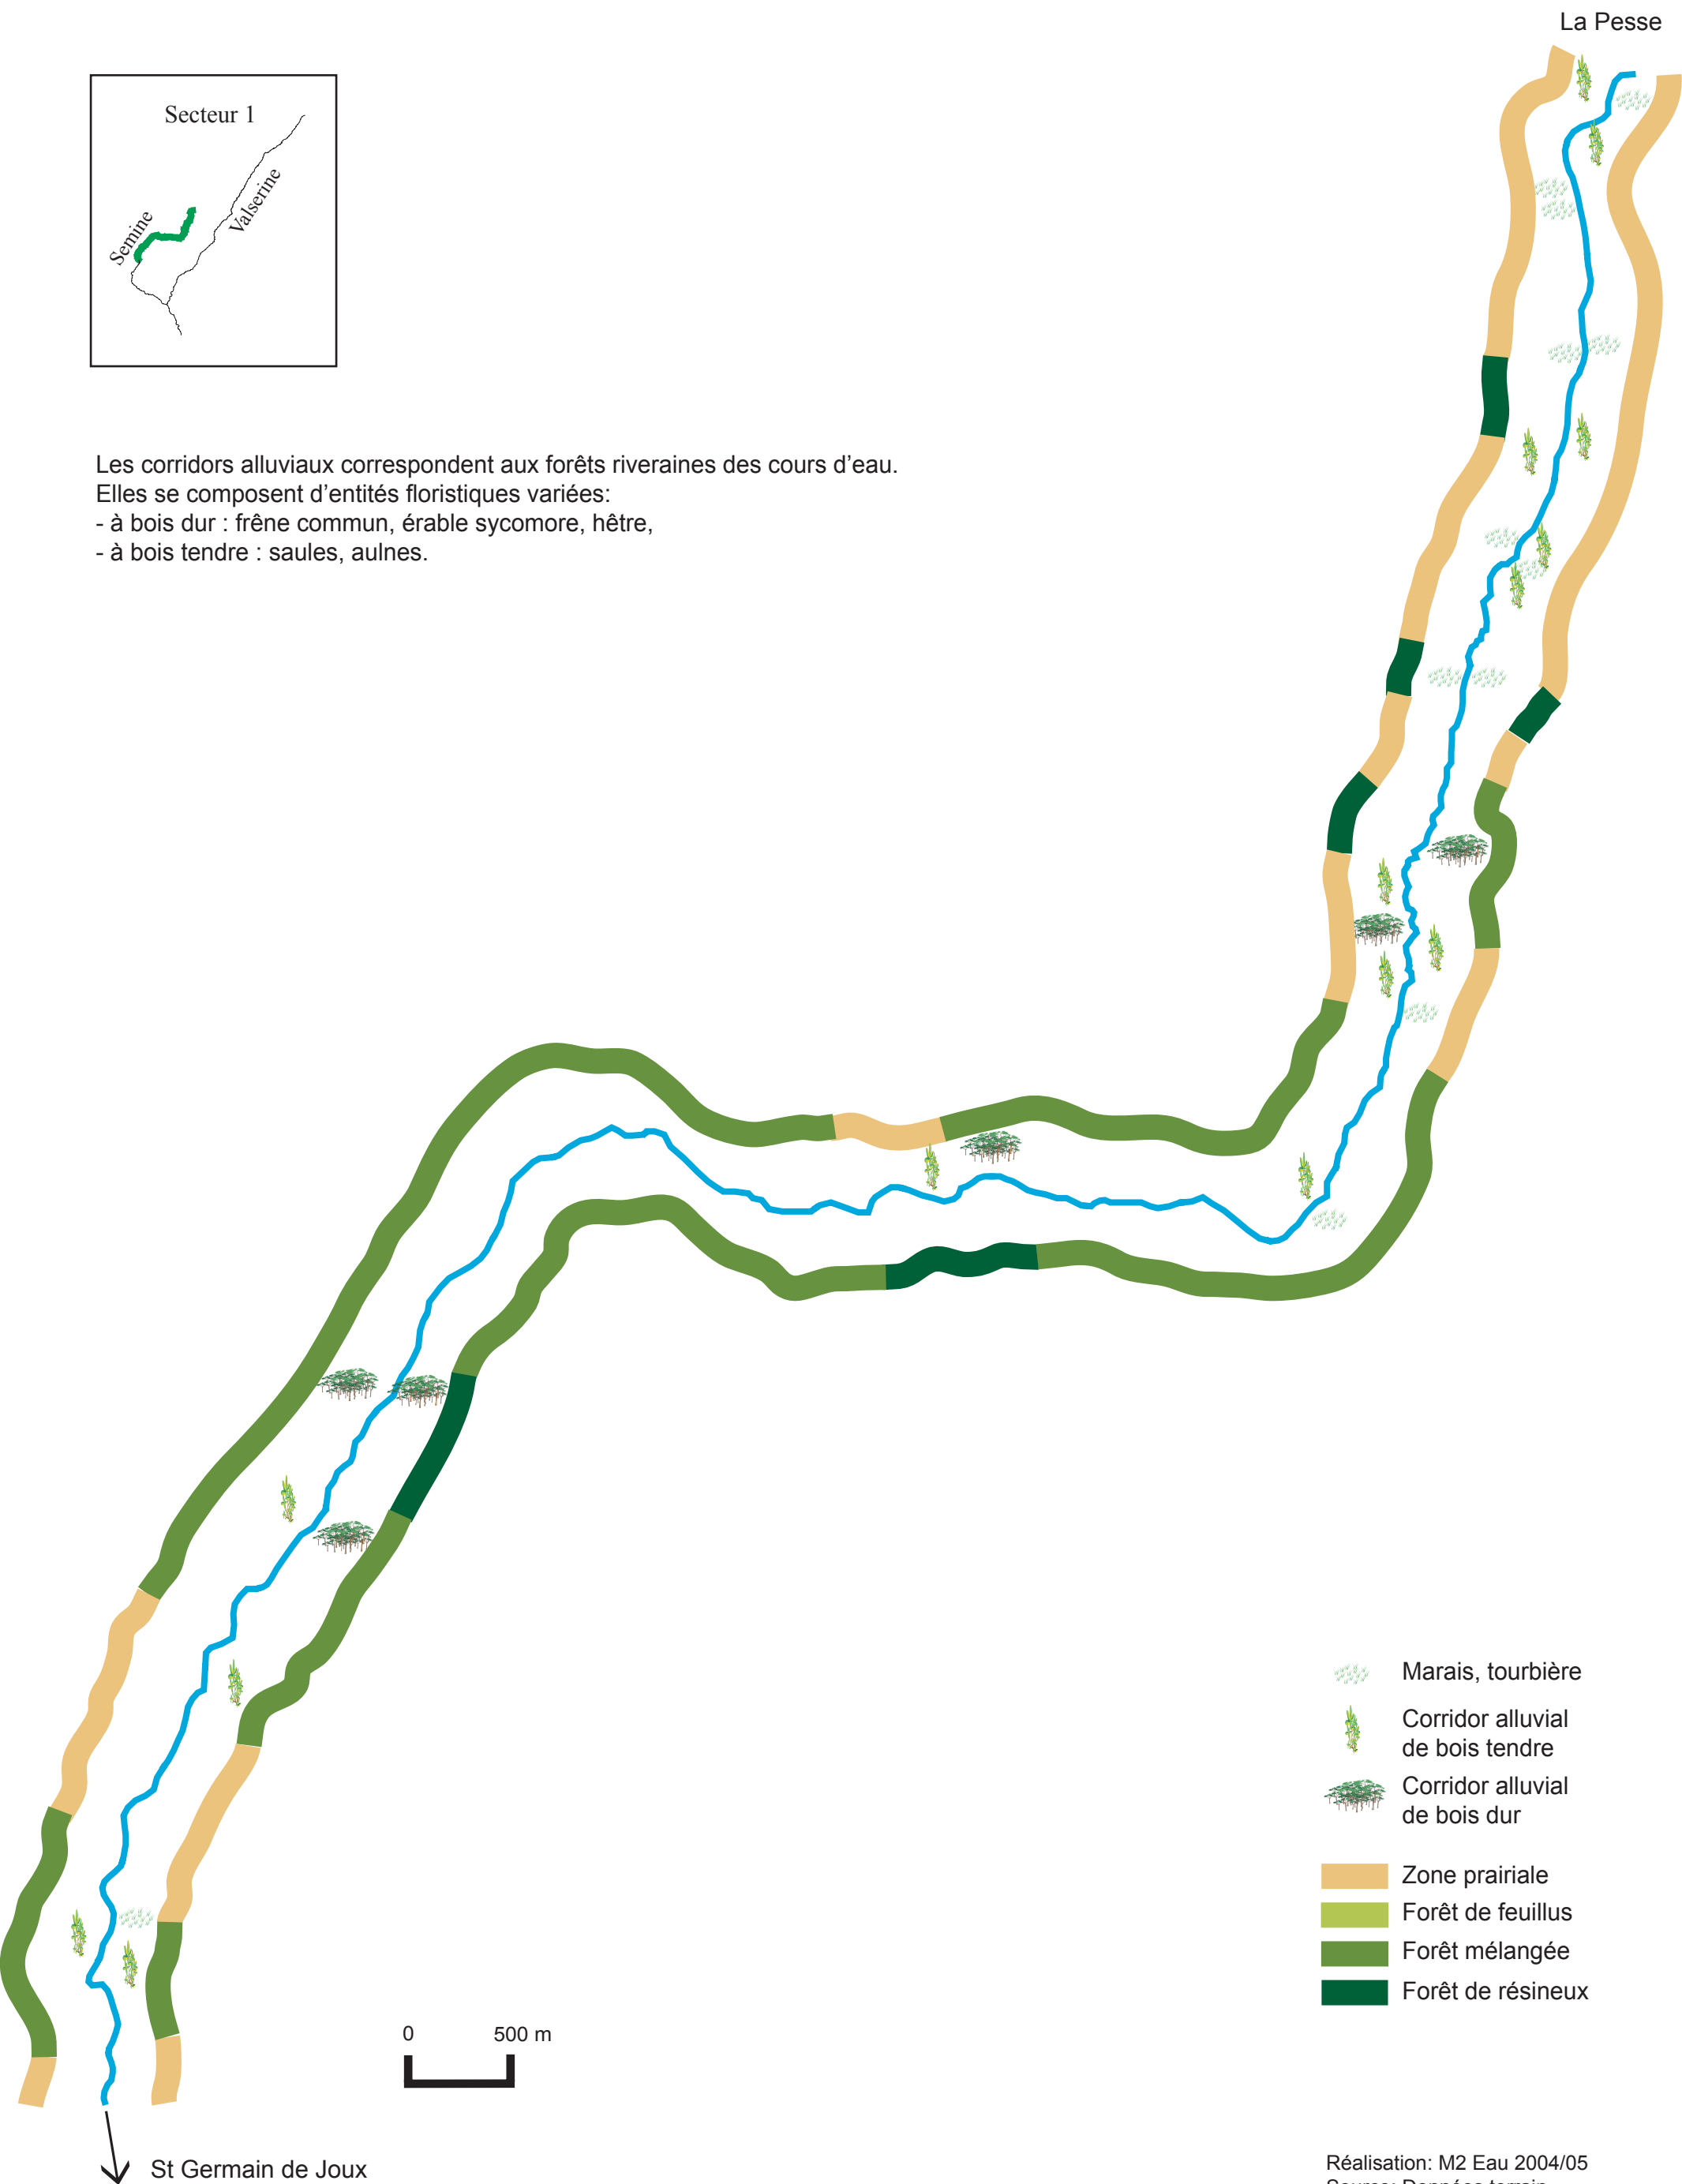 La Pesse
Secteur 1
Semine
Valserine
Les corridors alluviaux correspondent aux forêts riveraines des cours d'eau.
Elles se composent d'entités floristiques variées:
- à bois dur : frêne commun, érable sycomore, hêtre,
- à bois tendre : saules, aulnes.
Marais, tourbière
Corridor alluvial
de bois tendre
Corridor alluvial
de bois dur
Zone prairiale
Forêt de feuillus
Forêt mélangée
Forêt de résineux
0 500 m
St Germain de Joux
Réalisation: M2 Eau 2004/05
Source: Données terrain